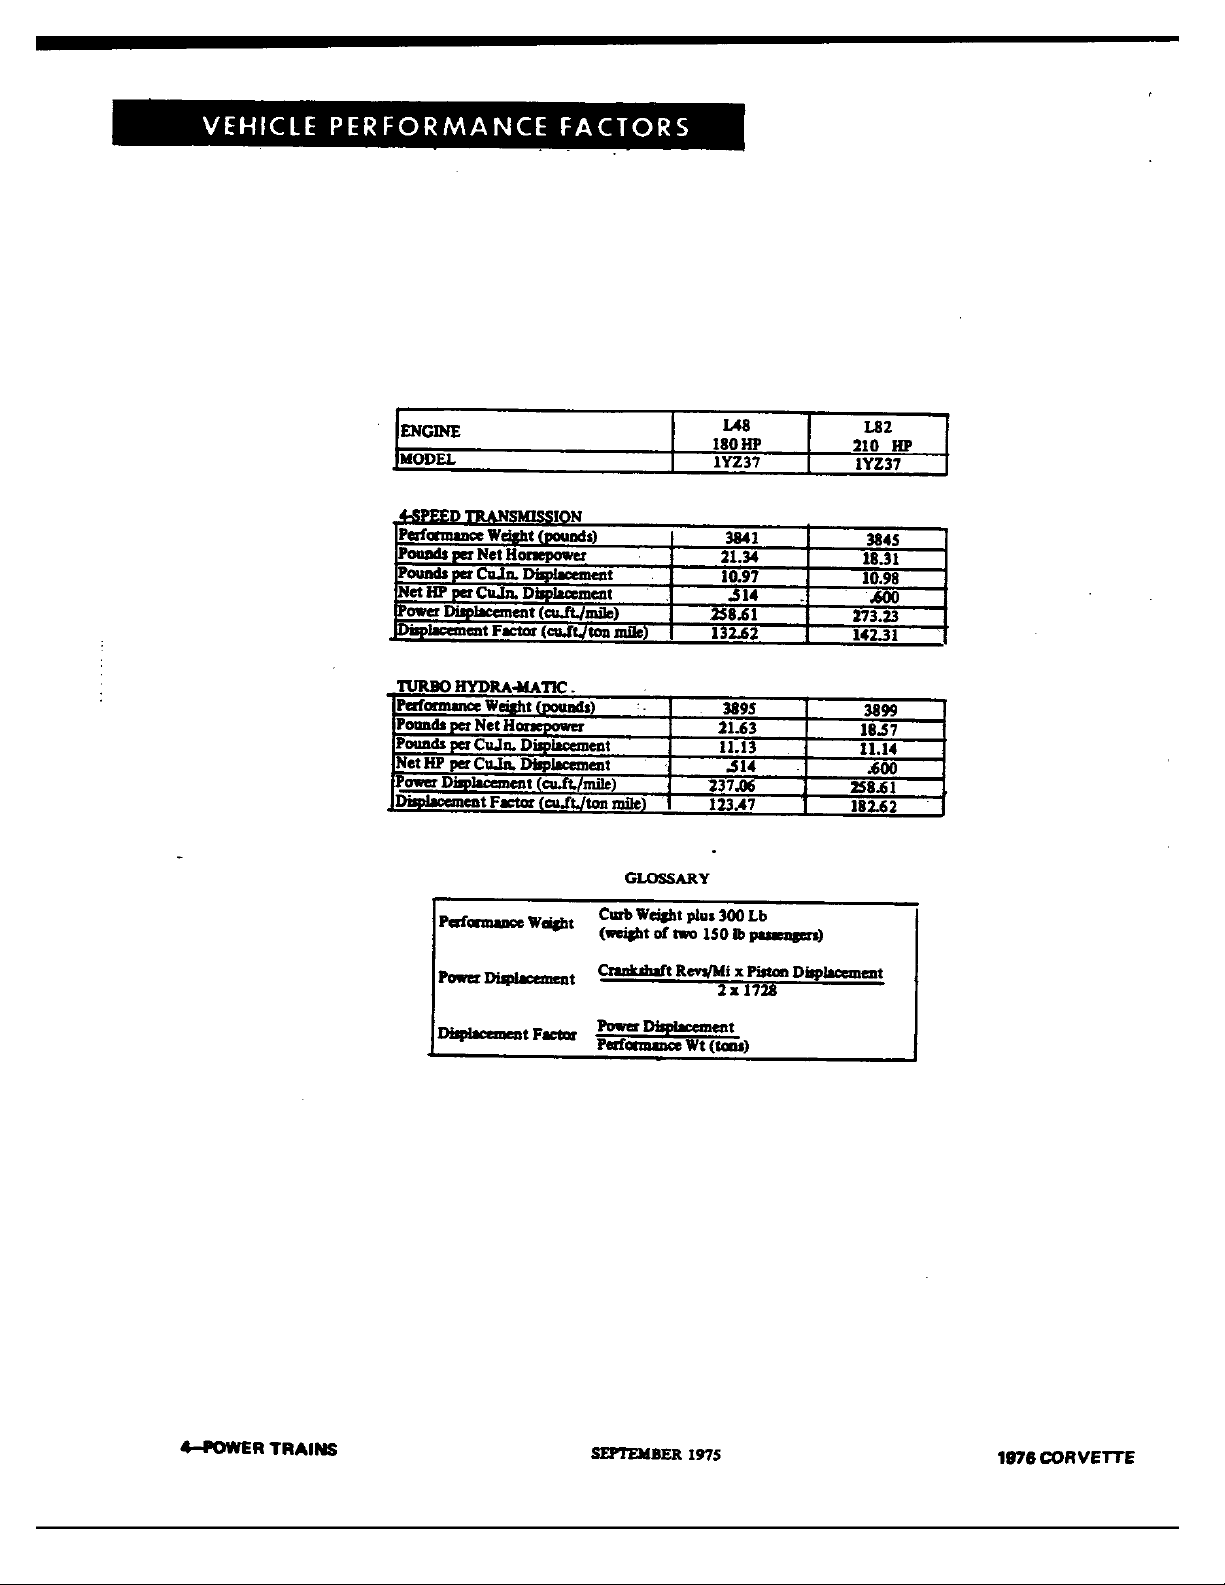 VEHICLE PERFORMANCE FACTORS
ENGINE L48 L82
180 HP 210 HP
MODEL 1YZ37 1YZ37
4-SPEED TRANSMISSION
Performance Weight (pounds) 3841 3845
Pounds per Net Horsepower 21.34 18.31
Pounds per Cu.In. Displacement 10.97 10.98
Net HP per Cu.In. Displacement .514 .600
Power Displacement (cu.ft./mile) 258.61 273.23
Displacement Factor (cu.ft./ton mile) 132.62 142.31
TURBO HYDRA-MATIC
Performance Weight (pounds) 3895 3899
Pounds per Net Horsepower 21.63 18.57
Pounds per Cu.In. Displacement 11.13 11.14
Net HP per Cu.In. Displacement .514 .600
Power Displacement (cu.ft./mile) 237.06 258.61
Displacement Factor (cu.ft./ton mile) 123.47 182.62
GLOSSARY
Performance Weight Curb Weight plus 300 Lb
(weight of two 150 lb passengers)
Power Displacement Crankshaft Revs/Mi x Piston Displacement
2 x 1728
Displacement Factor Power Displacement
Performance Wt (tons)
4—POWER TRAINS SEPTEMBER 1975 1976 CORVETTE